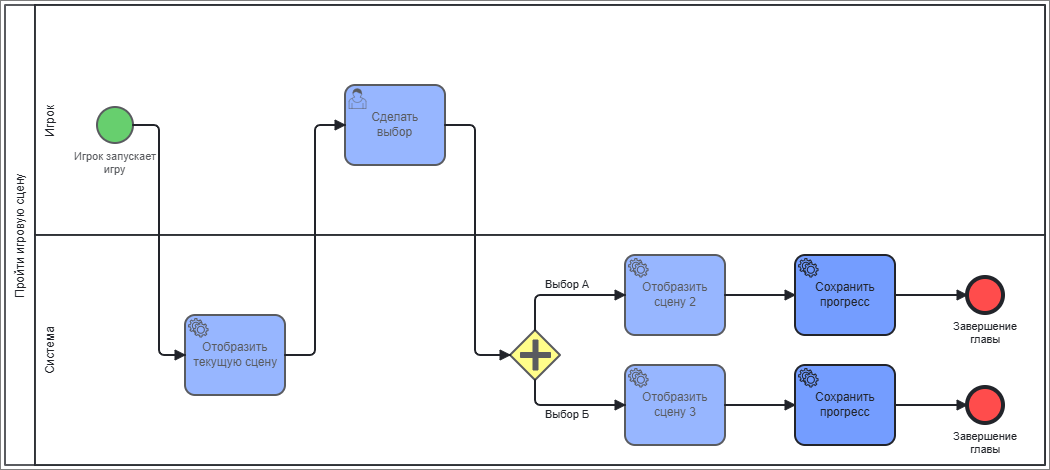 Пройти игровую сцену
Игрок
Игрок запускает
игру
Сделать
выбор
Система
Отобразить
текущую сцену
Выбор А
Отобразить
сцену 2
Сохранить
прогресс
Завершение
главы
Выбор Б
Отобразить
сцену 3
Сохранить
прогресс
Завершение
главы